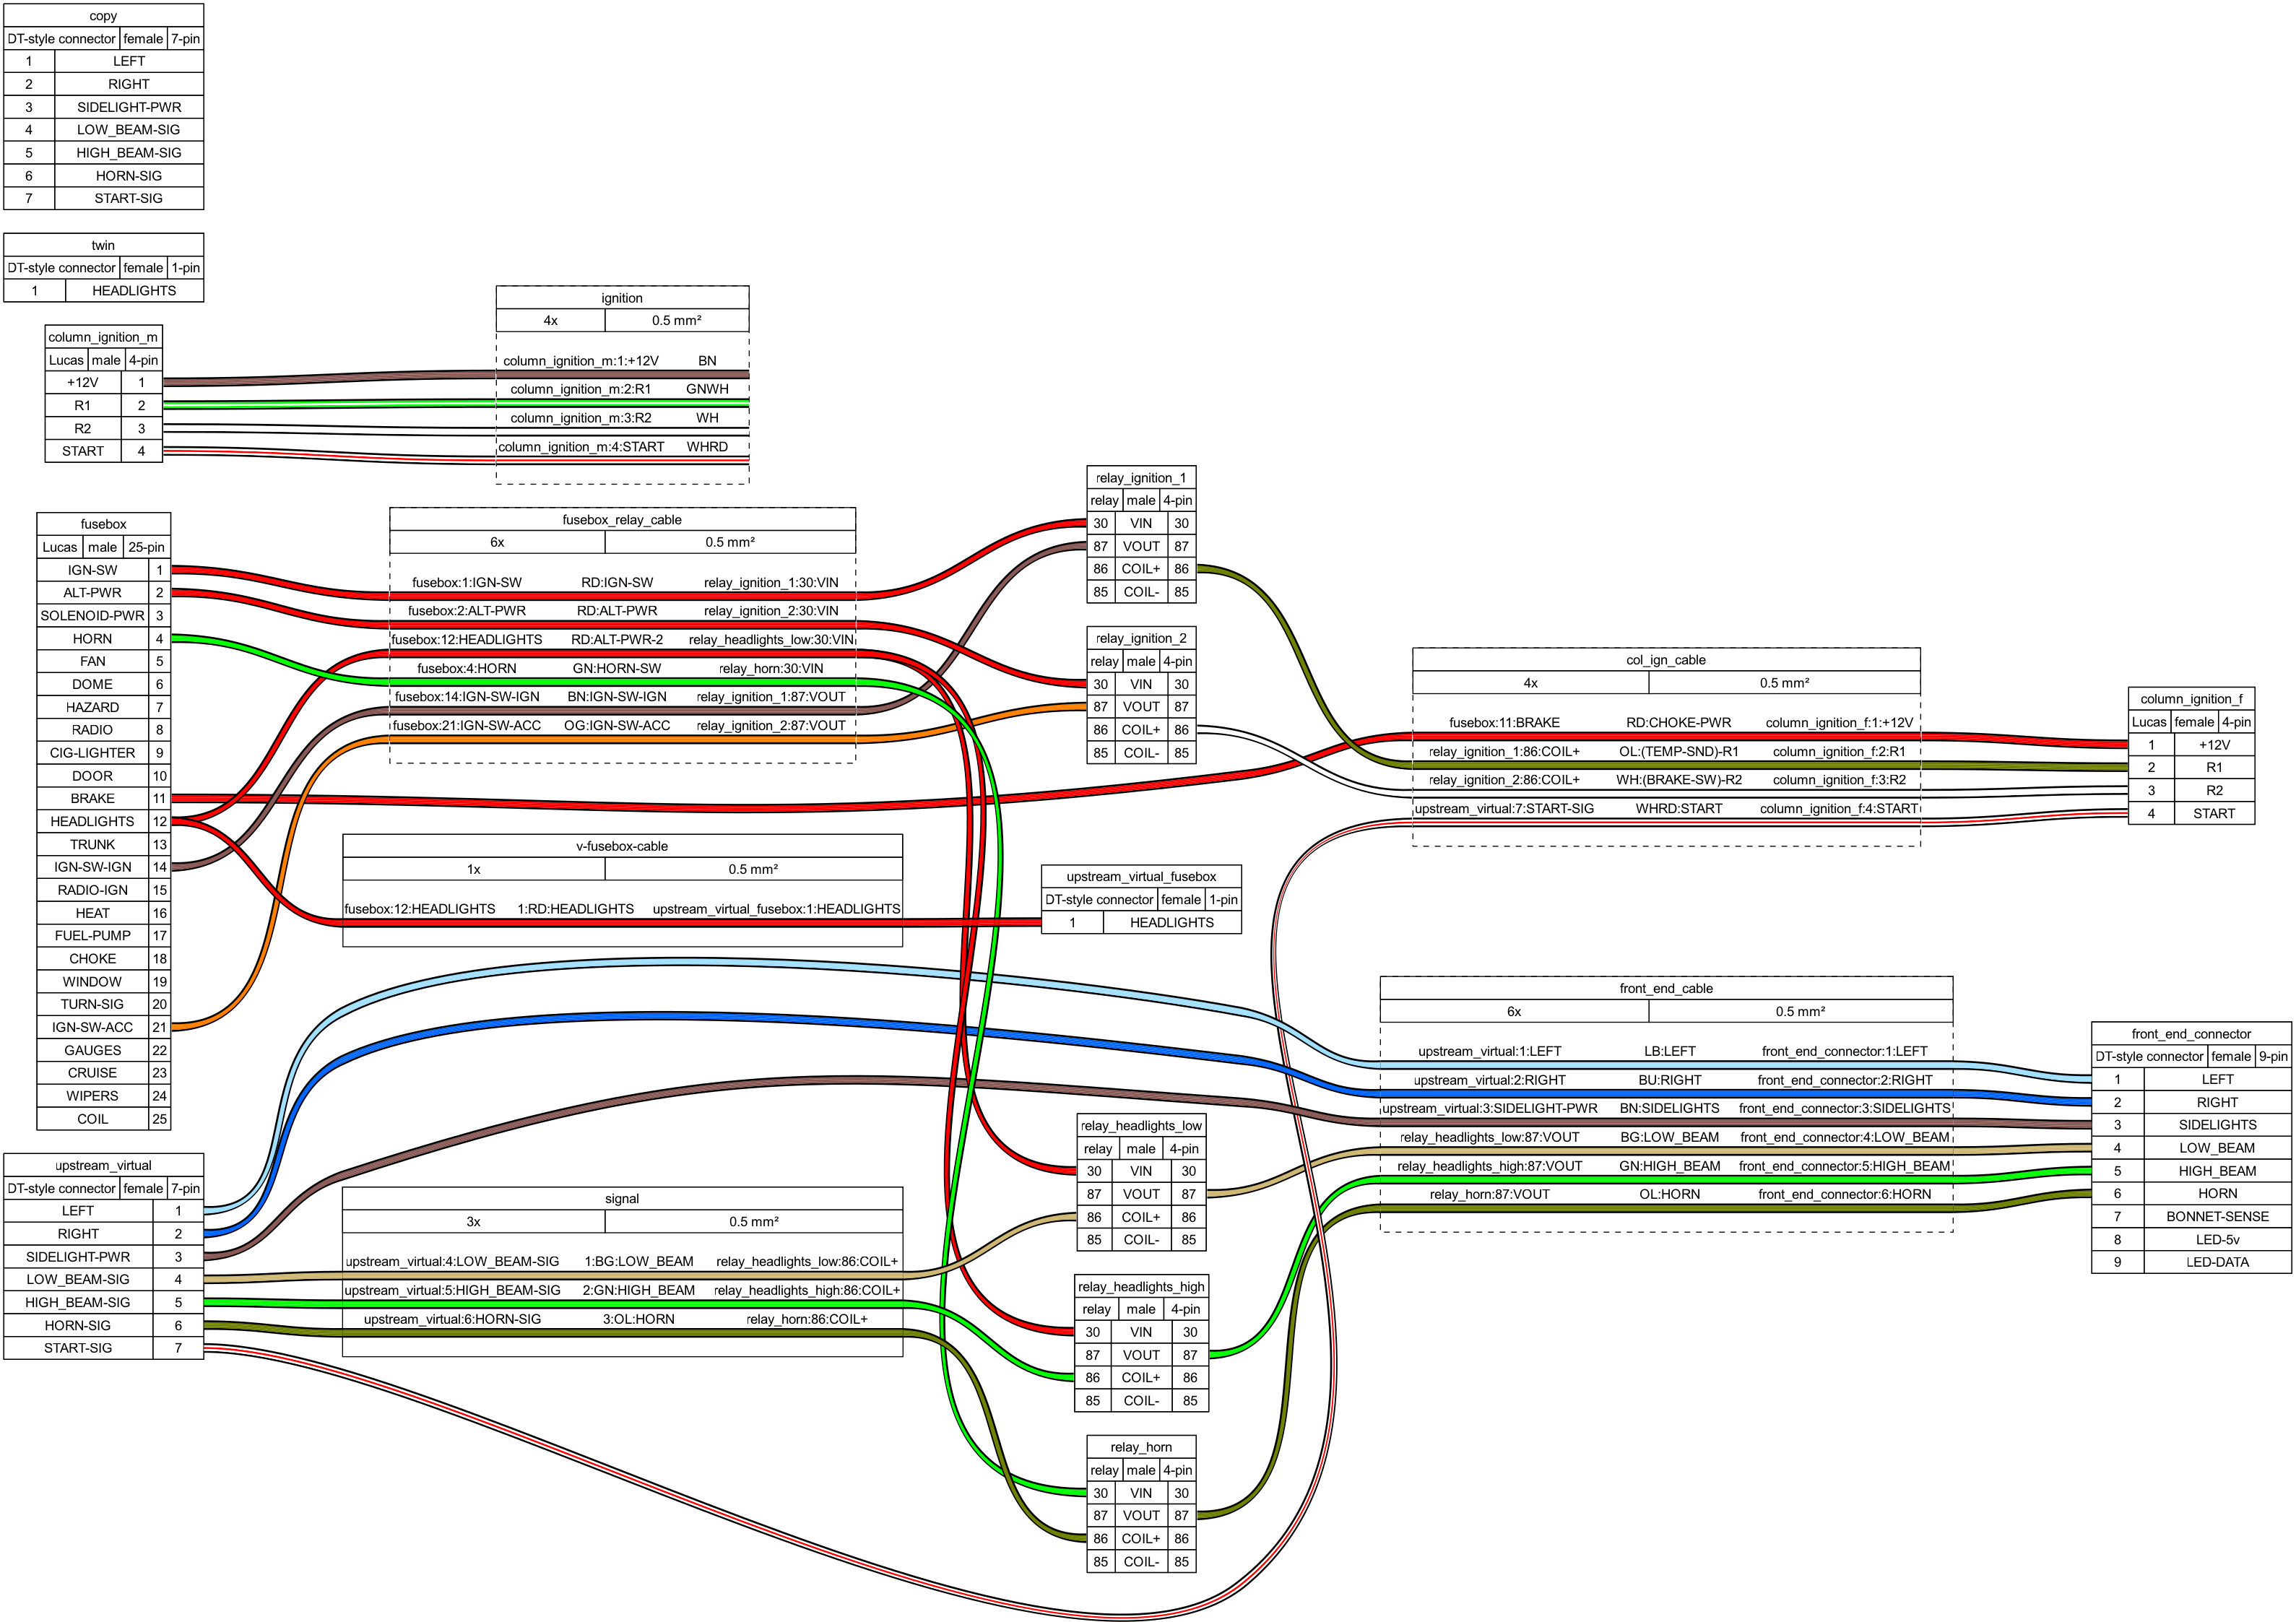 copy
DT-style connector female 7-pin
1 LEFT
2 RIGHT
3 SIDELIGHT-PWR
4 LOW_BEAM-SIG
5 HIGH_BEAM-SIG
6 HORN-SIG
7 START-SIG
twin
DT-style connector female 1-pin
1 HEADLIGHTS
column_ignition_m
Lucas male 4-pin
+12V 1
R1 2
R2 3
START 4
ignition
4x 0.5 mm²
column_ignition_m:1:+12V BN
column_ignition_m:2:R1 GNWH
column_ignition_m:3:R2 WH
column_ignition_m:4:START WHRD
fusebox
Lucas male 25-pin
IGN-SW 1
ALT-PWR 2
SOLENOID-PWR 3
HORN 4
FAN 5
DOME 6
HAZARD 7
RADIO 8
CIG-LIGHTER 9
DOOR 10
BRAKE 11
HEADLIGHTS 12
TRUNK 13
IGN-SW-IGN 14
RADIO-IGN 15
HEAT 16
FUEL-PUMP 17
CHOKE 18
WINDOW 19
TURN-SIG 20
IGN-SW-ACC 21
GAUGES 22
CRUISE 23
WIPERS 24
COIL 25
fusebox_relay_cable
6x 0.5 mm²
fusebox:1:IGN-SW RD:IGN-SW relay_ignition_1:30:VIN
fusebox:2:ALT-PWR RD:ALT-PWR relay_ignition_2:30:VIN
fusebox:12:HEADLIGHTS RD:ALT-PWR-2 relay_headlights_low:30:VIN
fusebox:4:HORN GN:HORN-SW relay_horn:30:VIN
fusebox:14:IGN-SW-IGN BN:IGN-SW-IGN relay_ignition_1:87:VOUT
fusebox:21:IGN-SW-ACC OG:IGN-SW-ACC relay_ignition_2:87:VOUT
v-fusebox-cable
1x 0.5 mm²
fusebox:12:HEADLIGHTS 1:RD:HEADLIGHTS upstream_virtual_fusebox:1:HEADLIGHTS
upstream_virtual
DT-style connector female 7-pin
LEFT 1
RIGHT 2
SIDELIGHT-PWR 3
LOW_BEAM-SIG 4
HIGH_BEAM-SIG 5
HORN-SIG 6
START-SIG 7
signal
3x 0.5 mm²
upstream_virtual:4:LOW_BEAM-SIG 1:BG:LOW_BEAM relay_headlights_low:86:COIL+
upstream_virtual:5:HIGH_BEAM-SIG 2:GN:HIGH_BEAM relay_headlights_high:86:COIL+
upstream_virtual:6:HORN-SIG 3:OL:HORN relay_horn:86:COIL+
relay_ignition_1
relay male 4-pin
30 VIN 30
87 VOUT 87
86 COIL+ 86
85 COIL- 85
relay_ignition_2
relay male 4-pin
30 VIN 30
87 VOUT 87
86 COIL+ 86
85 COIL- 85
upstream_virtual_fusebox
DT-style connector female 1-pin
1 HEADLIGHTS
relay_headlights_low
relay male 4-pin
30 VIN 30
87 VOUT 87
86 COIL+ 86
85 COIL- 85
relay_headlights_high
relay male 4-pin
30 VIN 30
87 VOUT 87
86 COIL+ 86
85 COIL- 85
relay_horn
relay male 4-pin
30 VIN 30
87 VOUT 87
86 COIL+ 86
85 COIL- 85
col_ign_cable
4x 0.5 mm²
fusebox:11:BRAKE RD:CHOKE-PWR column_ignition_f:1:+12V
relay_ignition_1:86:COIL+ OL:(TEMP-SND)-R1 column_ignition_f:2:R1
relay_ignition_2:86:COIL+ WH:(BRAKE-SW)-R2 column_ignition_f:3:R2
upstream_virtual:7:START-SIG WHRD:START column_ignition_f:4:START
front_end_cable
6x 0.5 mm²
upstream_virtual:1:LEFT LB:LEFT front_end_connector:1:LEFT
upstream_virtual:2:RIGHT BU:RIGHT front_end_connector:2:RIGHT
upstream_virtual:3:SIDELIGHT-PWR BN:SIDELIGHTS front_end_connector:3:SIDELIGHTS
relay_headlights_low:87:VOUT BG:LOW_BEAM front_end_connector:4:LOW_BEAM
relay_headlights_high:87:VOUT GN:HIGH_BEAM front_end_connector:5:HIGH_BEAM
relay_horn:87:VOUT OL:HORN front_end_connector:6:HORN
column_ignition_f
Lucas female 4-pin
1 +12V
2 R1
3 R2
4 START
front_end_connector
DT-style connector female 9-pin
1 LEFT
2 RIGHT
3 SIDELIGHTS
4 LOW_BEAM
5 HIGH_BEAM
6 HORN
7 BONNET-SENSE
8 LED-5v
9 LED-DATA